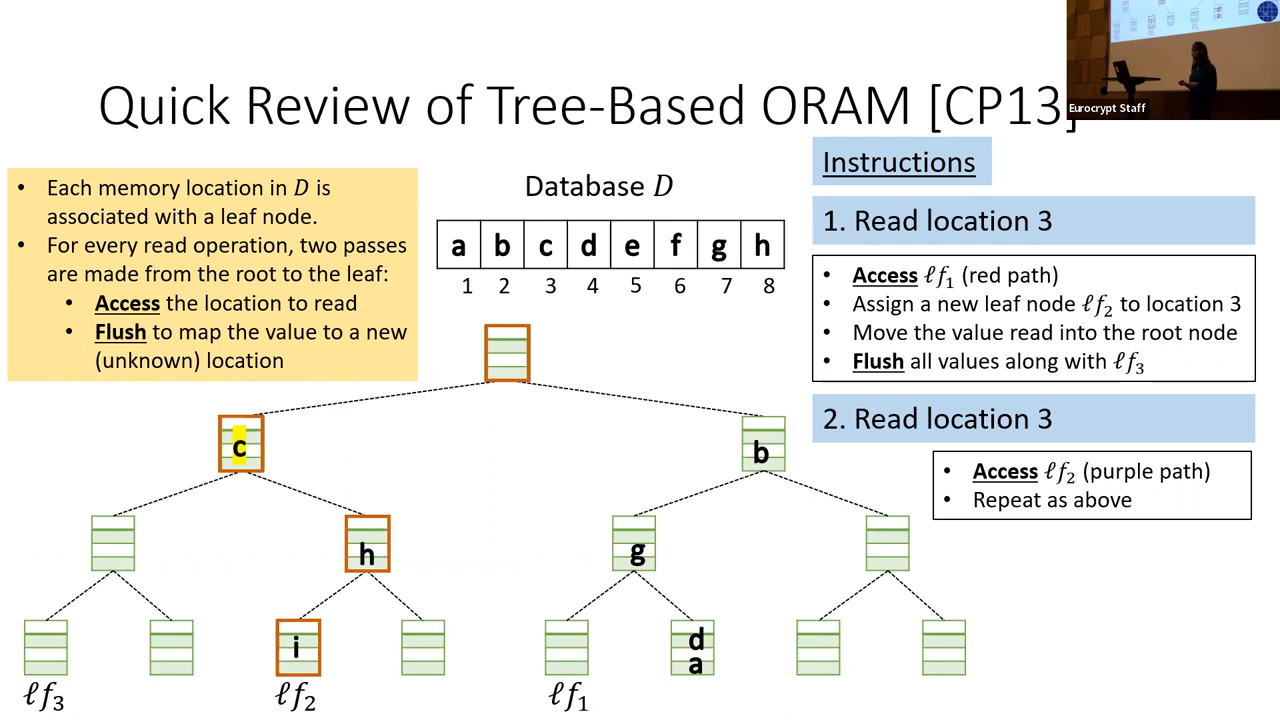 Eurocrypt Staff
Quick Review of Tree-Based ORAM [CP13]
• Each memory location in D is
associated with a leaf node.
• For every read operation, two passes
are made from the root to the leaf:
• Access the location to read
• Flush to map the value to a new
(unknown) location
Database D
a b c d e f g h
1 2 3 4 5 6 7 8
Instructions
1. Read location 3
• Access ℓf₁ (red path)
• Assign a new leaf node ℓf₂ to location 3
• Move the value read into the root node
• Flush all values along with ℓf₃
2. Read location 3
• Access ℓf₂ (purple path)
• Repeat as above
c
b
h
g
i
d
a
ℓf₃
ℓf₂
ℓf₁